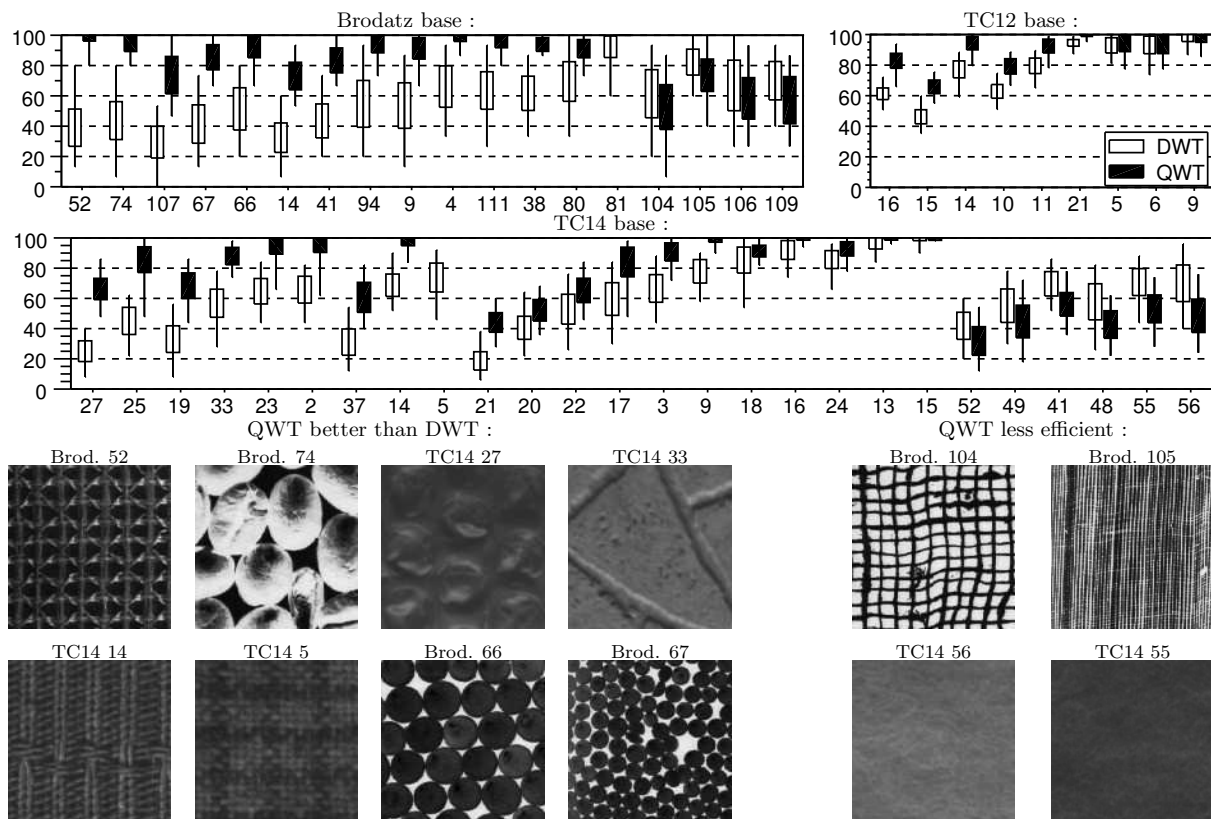 Brodatz base :
TC12 base :
100
80
60
40
20
0
52 74 107 67 66 14 41 94 9 4 111 38 80 81 104 105 106 109
100
80
60
40
20
0
DWT
QWT
16 15 14 10 11 21 5 6 9
TC14 base :
100
80
60
40
20
0
27 25 19 33 23 2 37 14 5 21 20 22 17 3 9 18 16 24 13 15 52 49 41 48 55 56
QWT better than DWT :
QWT less efficient :
Brod. 52 Brod. 74 TC14 27 TC14 33 Brod. 104 Brod. 105
TC14 14 TC14 5 Brod. 66 Brod. 67 TC14 56 TC14 55